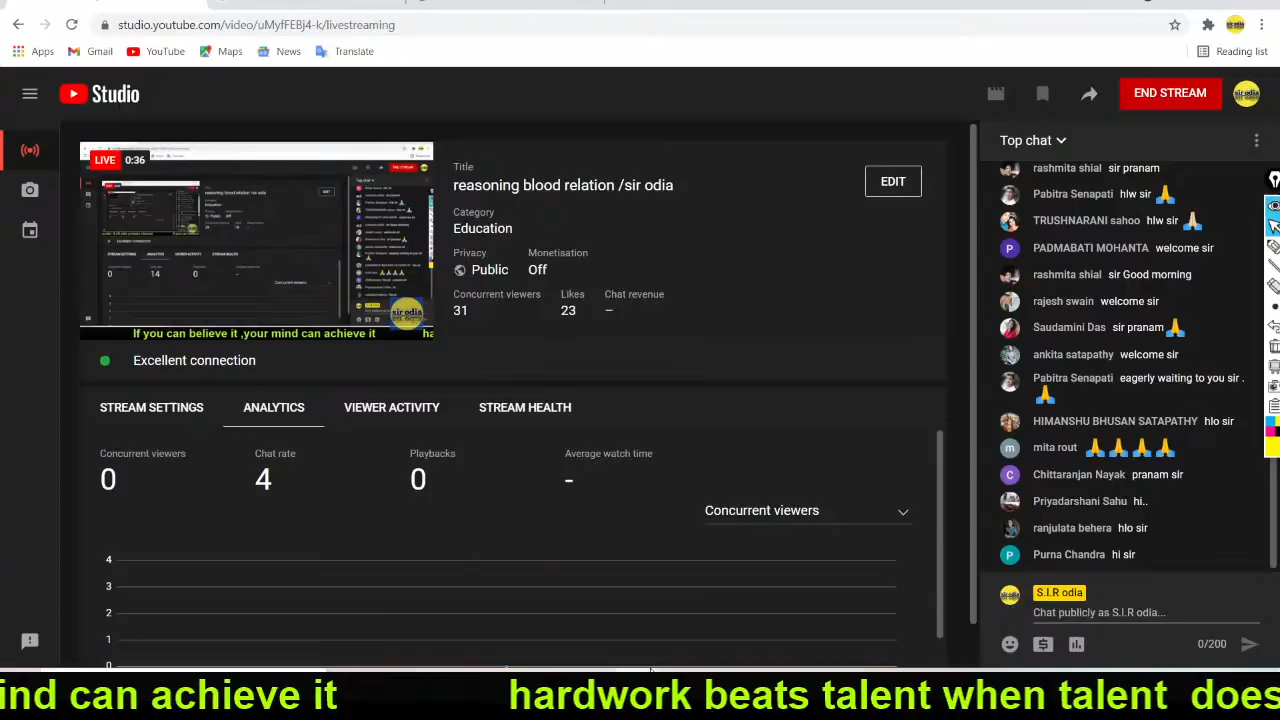 studio.youtube.com/video/uMyfFEBj4-k/livestreaming
Apps Gmail YouTube Maps News Translate Reading list
Studio
END STREAM
sir odia
LIVE 0:36
Title
reasoning blood relation /sir odia
EDIT
Category
Education
Privacy Monetisation
Public Off
Concurrent viewers Likes Chat revenue
31 23 –
sir odia
If you can believe it ,your mind can achieve it
Excellent connection
STREAM SETTINGS ANALYTICS VIEWER ACTIVITY STREAM HEALTH
Concurrent viewers Chat rate Playbacks Average watch time
0 4 0 -
Concurrent viewers
4
3
2
1
0
Top chat
rashmita shial sir pranam
Pabitra Senapati hlw sir 🙏
TRUSHNARANI sahoo hlw sir 🙏🏻
P PADMABATI MOHANTA welcome sir
rashmita shial sir Good morning
rajesh swain welcome sir
Saudamini Das sir pranam 🙏
ankita satapathy welcome sir
Pabitra Senapati eagerly waiting to you sir .
🙏
HIMANSHU BHUSAN SATAPATHY hlo sir
m mita rout 🙏 🙏 🙏 🙏
C Chittaranjan Nayak pranam sir
Priyadarshani Sahu hi..
ranjulata behera hlo sir
P Purna Chandra hi sir
S.I.R odia
Chat publicly as S.I.R odia...
0/200
ind can achieve it hardwork beats talent when talent does